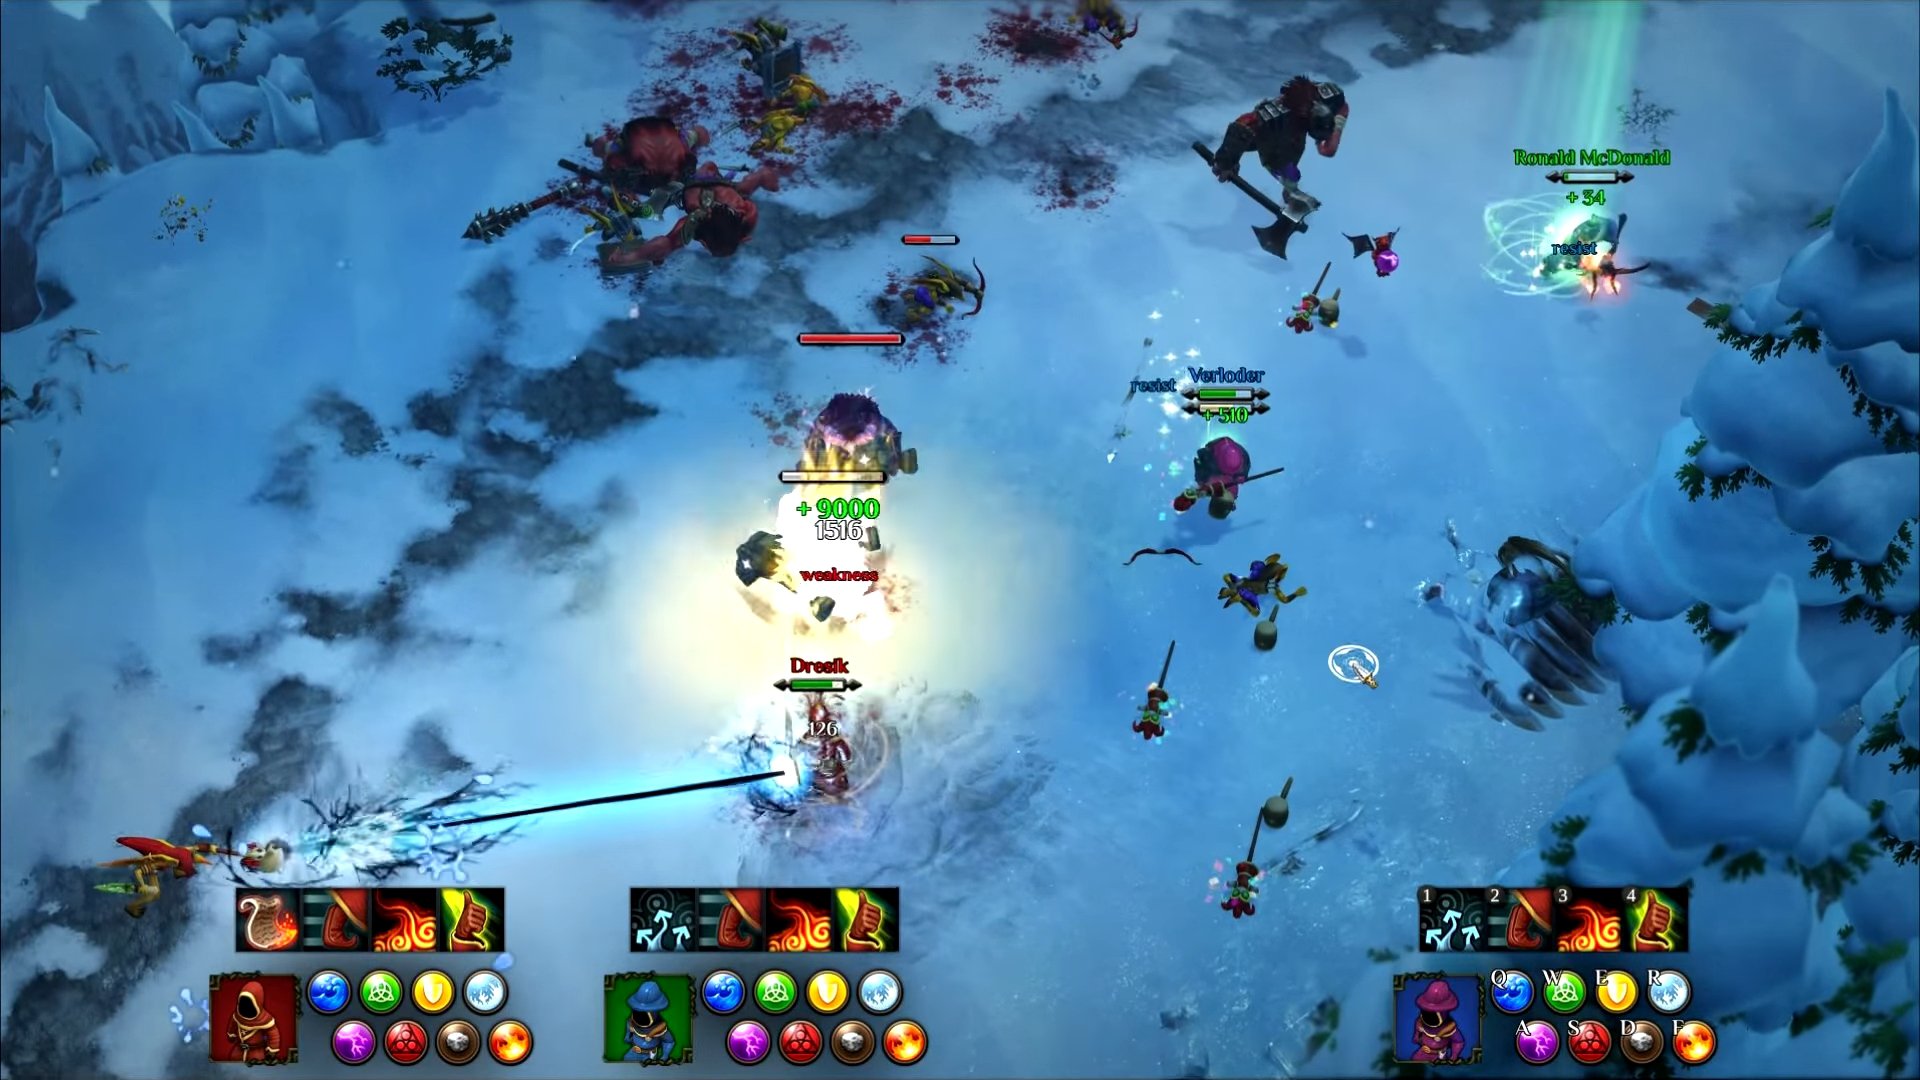 Ronald McDonald
+ 34
resist
Verloder
resist
+ 510
+ 9000
1516
weakness
Dresik
126
1
2
3
4
Q
W
E
R
A
S
D
F